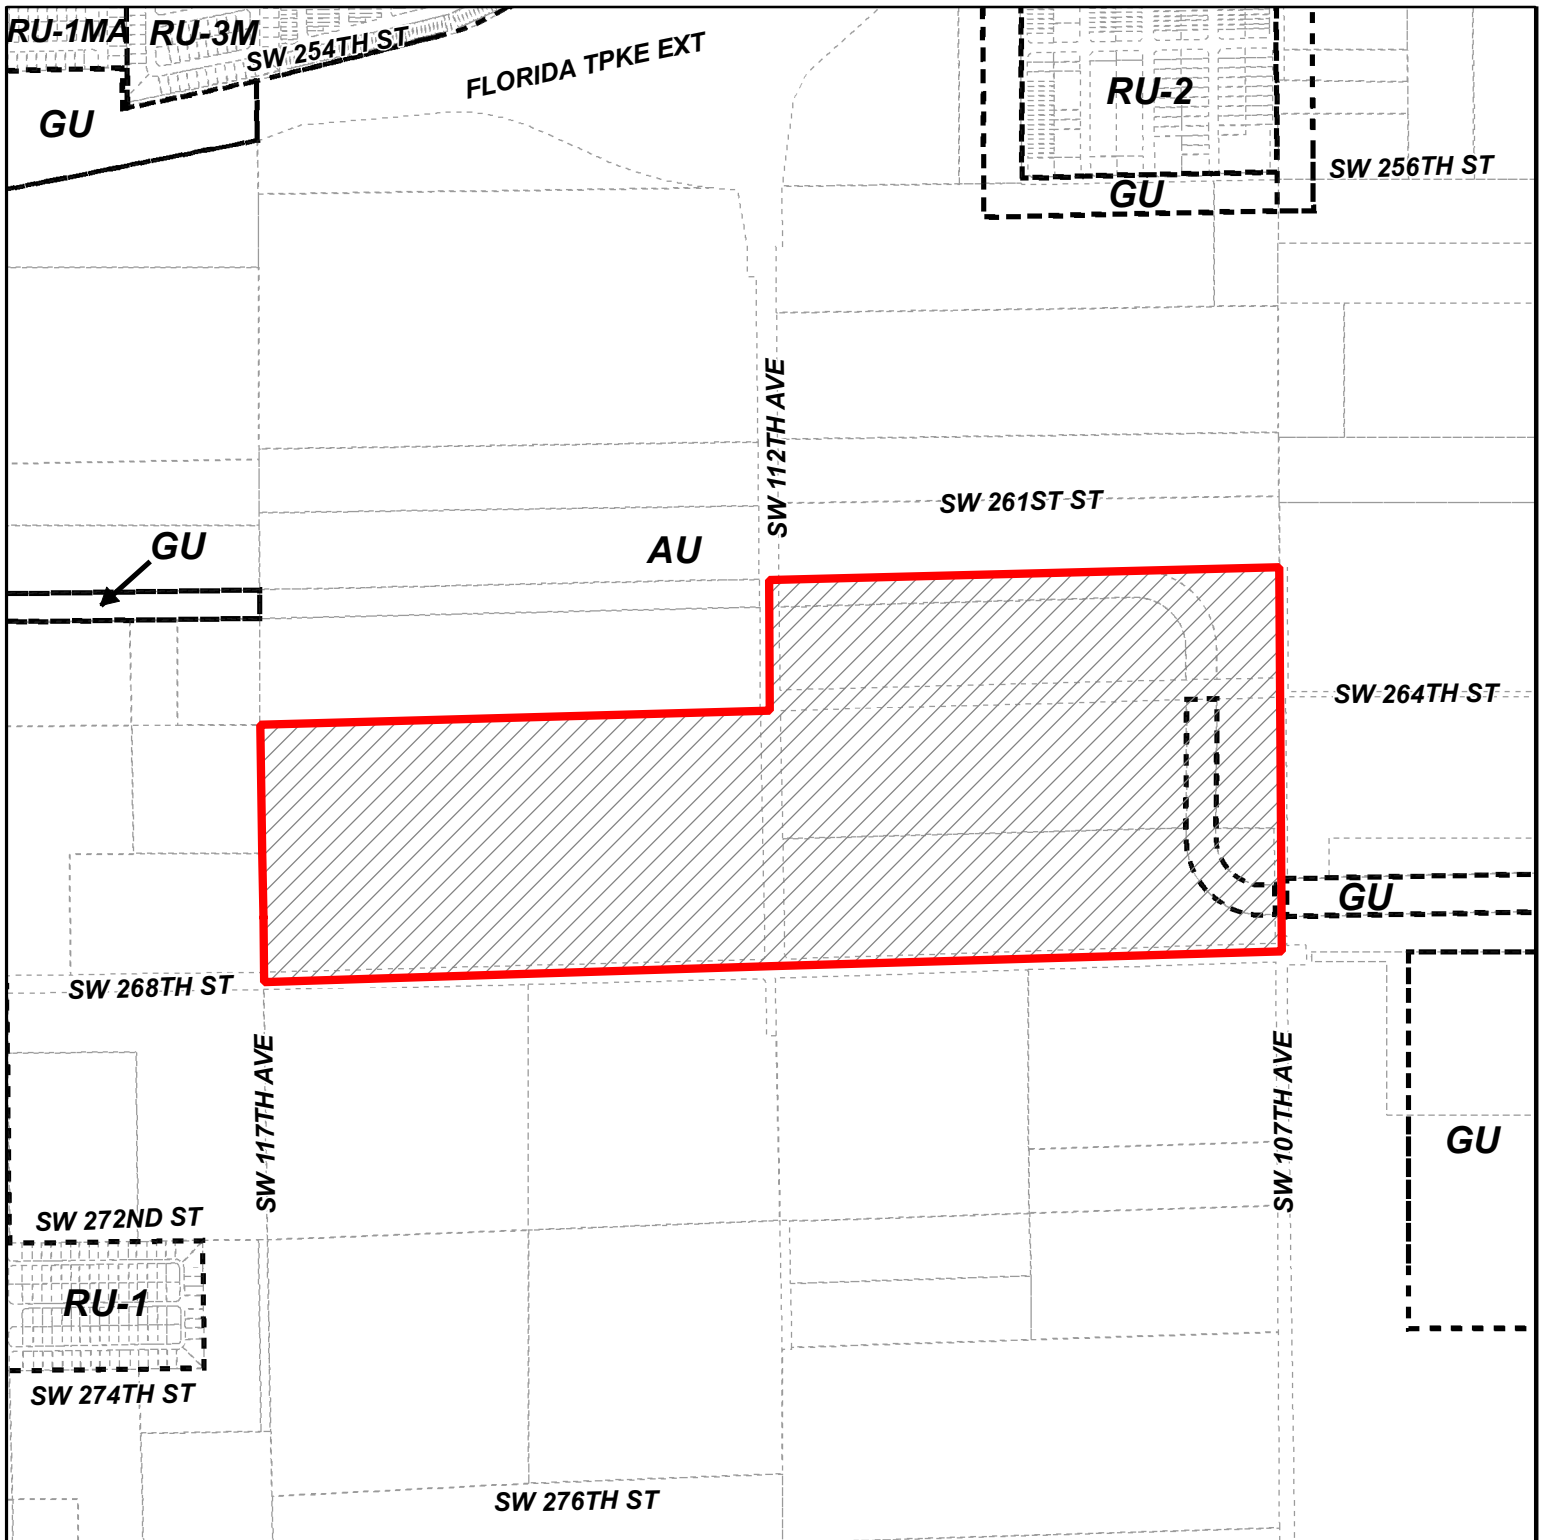 RU-1MA
RU-3M
SW 254TH ST
FLORIDA TPKE EXT
RU-2
GU
SW 256TH ST
GU
SW 112TH AVE
SW 261ST ST
GU
AU
SW 264TH ST
GU
SW 268TH ST
SW 117TH AVE
SW 107TH AVE
GU
SW 272ND ST
RU-1
SW 274TH ST
SW 276TH ST